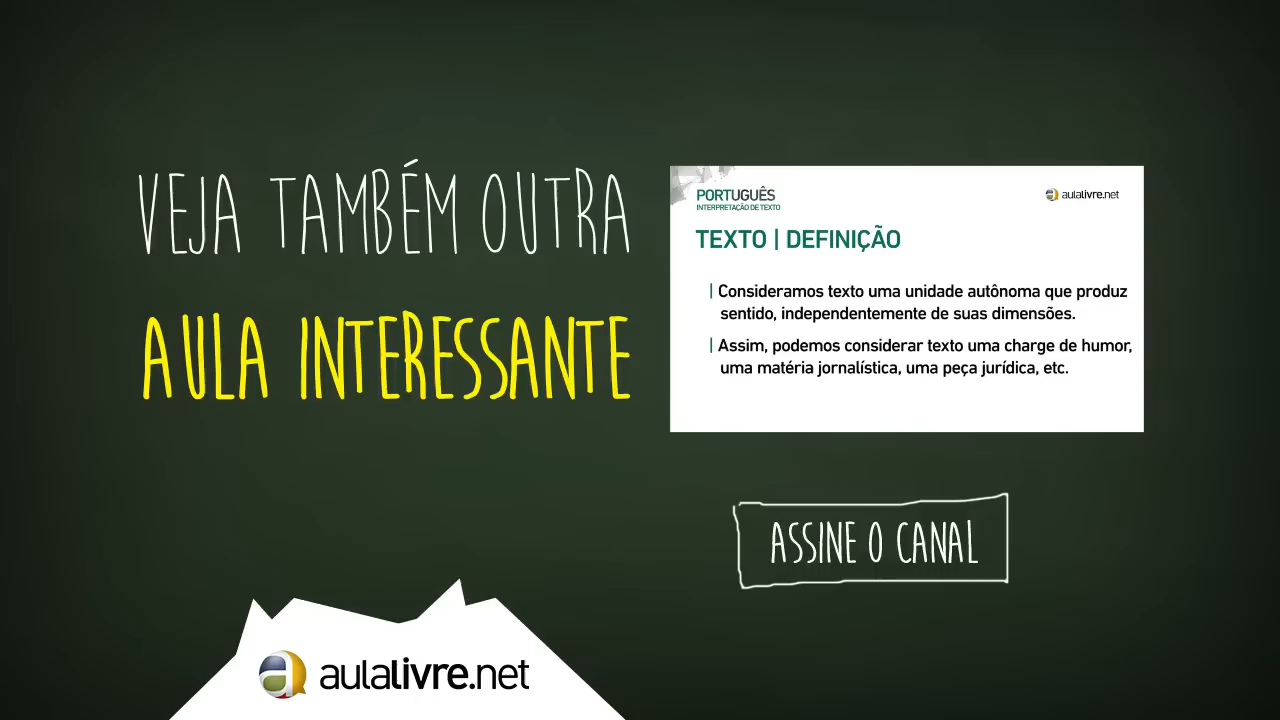 VEJA TAMBÉM OUTRA
AULA INTERESSANTE
PORTUGUÊS
INTERPRETAÇÃO DE TEXTO
aulalivre.net
TEXTO | DEFINIÇÃO
| Consideramos texto uma unidade autônoma que produz
sentido, independentemente de suas dimensões.
| Assim, podemos considerar texto uma charge de humor,
uma matéria jornalística, uma peça jurídica, etc.
ASSINE O CANAL
aulalivre.net